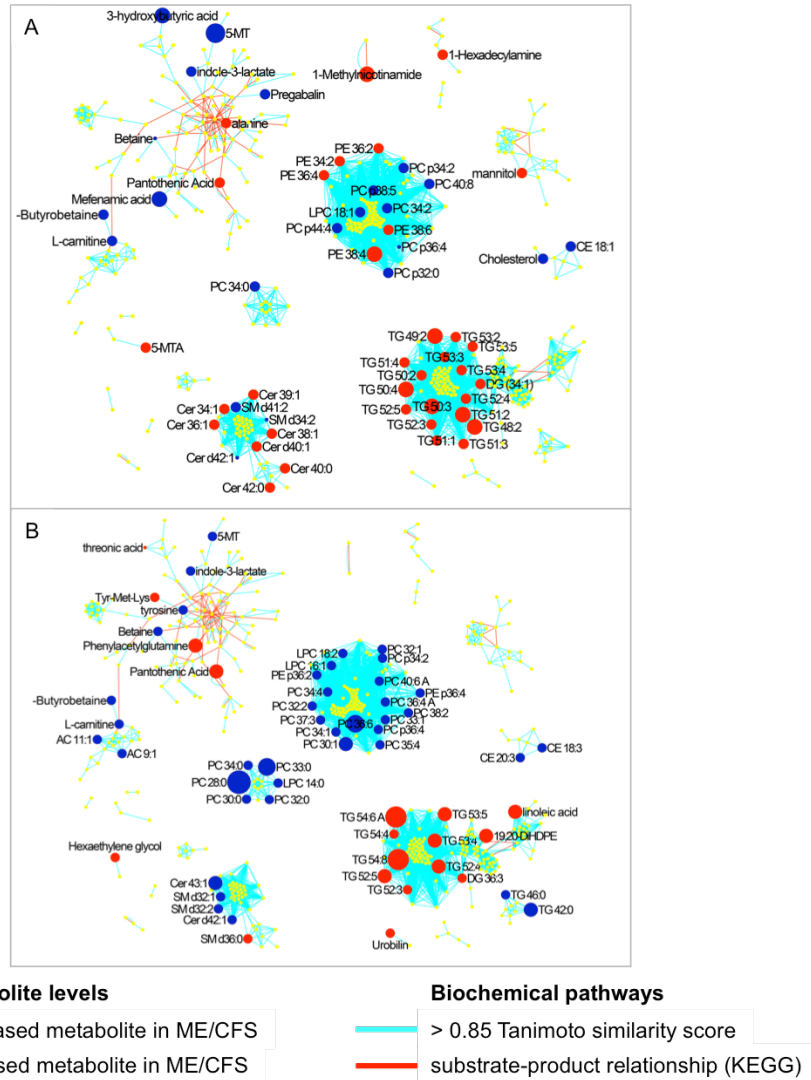 A
3-hydroxybutyric acid
5-MT
indole-3-lactate
Pregabalin
alanine
Betaine
Pantothenic Acid
Mefenamic acid
-Butyrobetaine
L-carnitine
1-Methylnicotinamide
1-Hexadecylamine
mannitol
PE 36:2
PE 34:2
PE 36:4
PC p34:2
PC 40:8
LPC 18:1
PC 34:2
PC p44:4
PE 38:6
PC p36:4
PE 38:4
PC p32:0
CE 18:1
Cholesterol
PC 34:0
5-MTA
Cer 39:1
Cer 34:1
SM d41:2
SM d34:2
Cer 36:1
Cer 38:1
Cer d40:1
Cer d42:1
Cer 40:0
Cer 42:0
TG 49:2
TG 53:2
TG 53:5
TG 53:3
TG 51:4
TG 53:4
TG 50:2
DG (34:1)
TG 50:4
TG 52:4
TG 52:5
TG 50:3
TG 51:2
TG 52:3
TG 48:2
TG 51:1
TG 51:3
B
5-MT
threonic acid
indole-3-lactate
Tyr-Met-Lys
tyrosine
Betaine
Phenylacetylglutamine
Pantothenic Acid
-Butyrobetaine
L-carnitine
AC 11:1
AC 9:1
LPC 18:2
PC 32:1
PC p34:2
LPC 16:1
PE p36:2
PC 40:6 A
PC 34:4
PE p36:4
PC 32:2
PC 36:4 A
PC 38:2
PC 37:3
PC 33:1
PC 34:1
PC p36:4
PC 30:1
PC 35:4
CE 18:3
CE 20:3
PC 34:0
PC 33:0
PC 28:0
LPC 14:0
PC 30:0
PC 32:0
TG 54:6 A
TG 53:5
linoleic acid
TG 54:4
TG 53:4
19,20-DiHDPE
TG 54:8
TG 52:4
TG 52:5
DG 36:3
TG 52:3
TG 46:0
TG 42:0
Hexaethylene glycol
Cer 43:1
SM d32:1
SM d32:2
Cer d42:1
SM d36:0
Urobilin
olite levels
Biochemical pathways
ased metabolite in ME/CFS
> 0.85 Tanimoto similarity score
sed metabolite in ME/CFS
substrate-product relationship (KEGG)